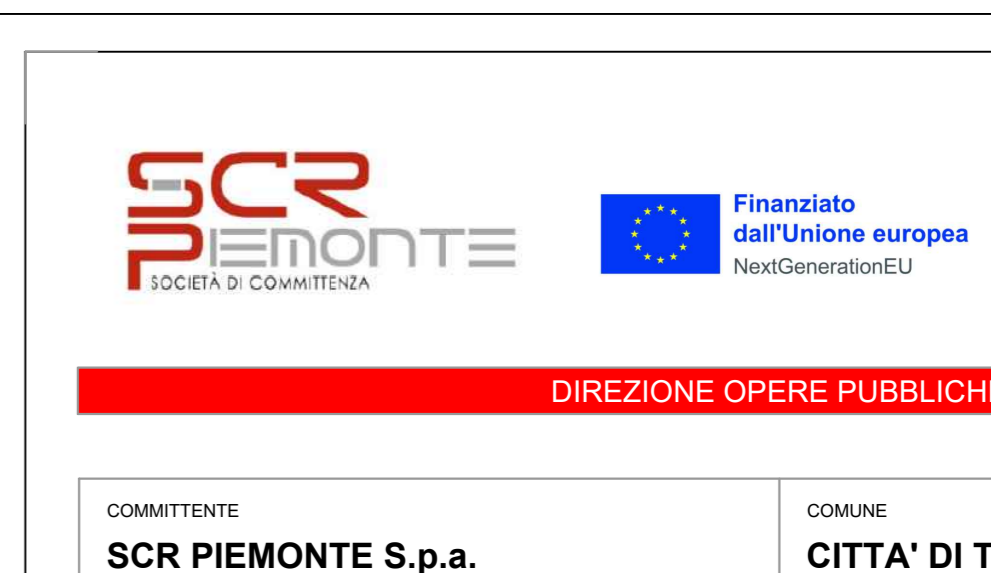 SCR
PIEMONTE
SOCIETÀ DI COMMITTENZA
Finanziato
dall'Unione europea
NextGenerationEU
DIREZIONE OPERE PUBBLICH
COMMITTENTE
SCR PIEMONTE S.p.a.
COMUNE
CITTA' DI T